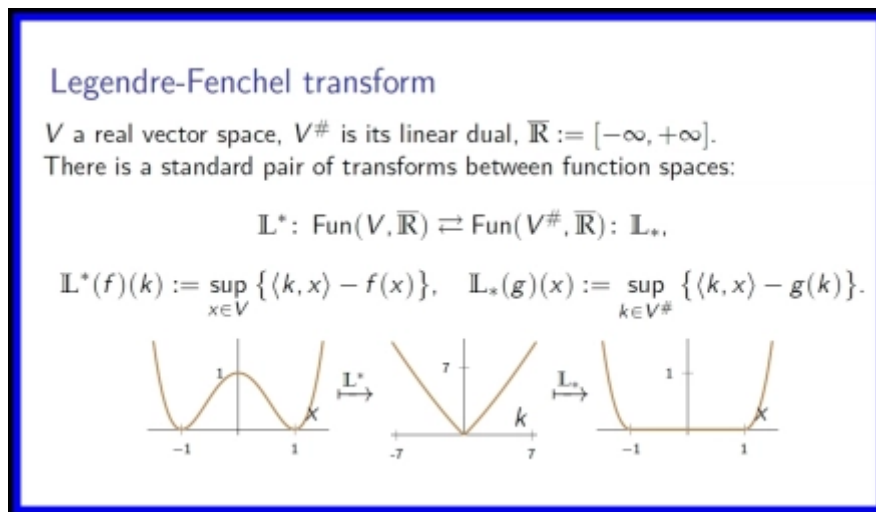 Legendre-Fenchel transform
V a real vector space, V^# is its linear dual, ℝ̅ := [−∞, +∞].
There is a standard pair of transforms between function spaces:
𝕃*: Fun(V, ℝ̅) ⇄ Fun(V^#, ℝ̅): 𝕃_*,
𝕃*(f)(k) := sup_{x∈V} {⟨k, x⟩ − f(x)}, 𝕃_*(g)(x) := sup_{k∈V^#} {⟨k, x⟩ − g(k)}.
1 x −1 1
𝕃* ↦
7 k -7 7
𝕃_* ↦
1 x −1 1